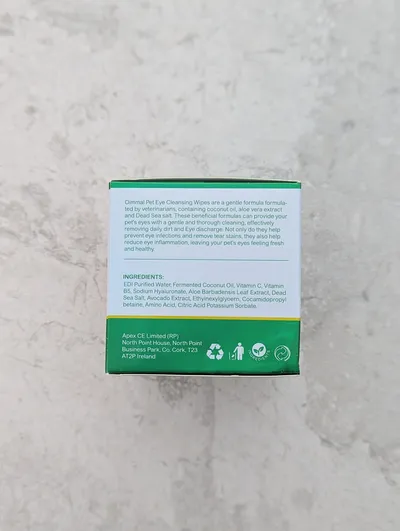 Dimmal Pet Eye Cleansing Wipes are a gentle formula formula-
ted by veterinarians, containing coconut oil, aloe vera extract
and Dead Sea salt. These beneficial formulas can provide your
pet's eyes with a gentle and thorough cleaning, effectively
removing daily dirt and Eye discharge. Not only do they help
prevent eye infections and remove tear stains, they also help
reduce eye inflammation, leaving your pet's eyes feeling fresh
and healthy.
INGREDIENTS:
EDI Purified Water, Fermented Coconut Oil, Vitamin C, Vitamin
B5, Sodium Hyaluronate, Aloe Barbadensis Leaf Extract, Dead
Sea Salt, Avocado Extract, Ethylhexylglycerin, Cocamidopropyl
betaine, Amino Acid, Citric Acid Potassium Sorbate.
Apex CE Limited (RP)
North Point House, North Point
Business Park, Co. Cork, T23
AT2P Ireland